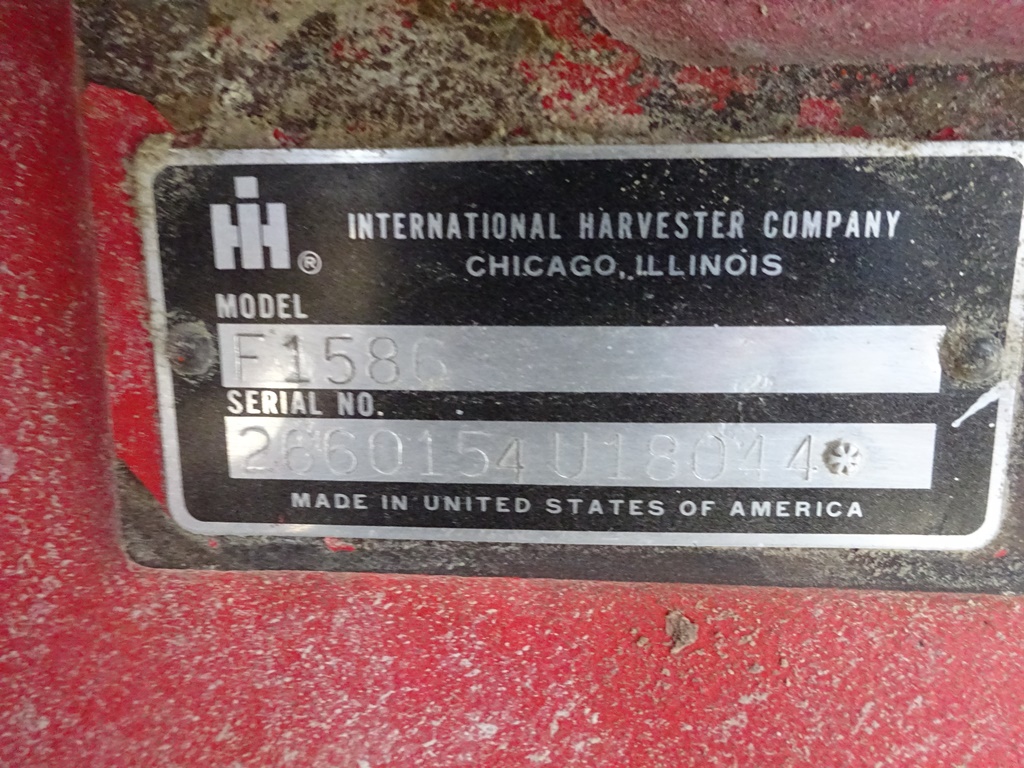 IH® INTERNATIONAL HARVESTER COMPANY
CHICAGO, ILLINOIS
MODEL
F1586
SERIAL NO.
2660154U18044
MADE IN UNITED STATES OF AMERICA